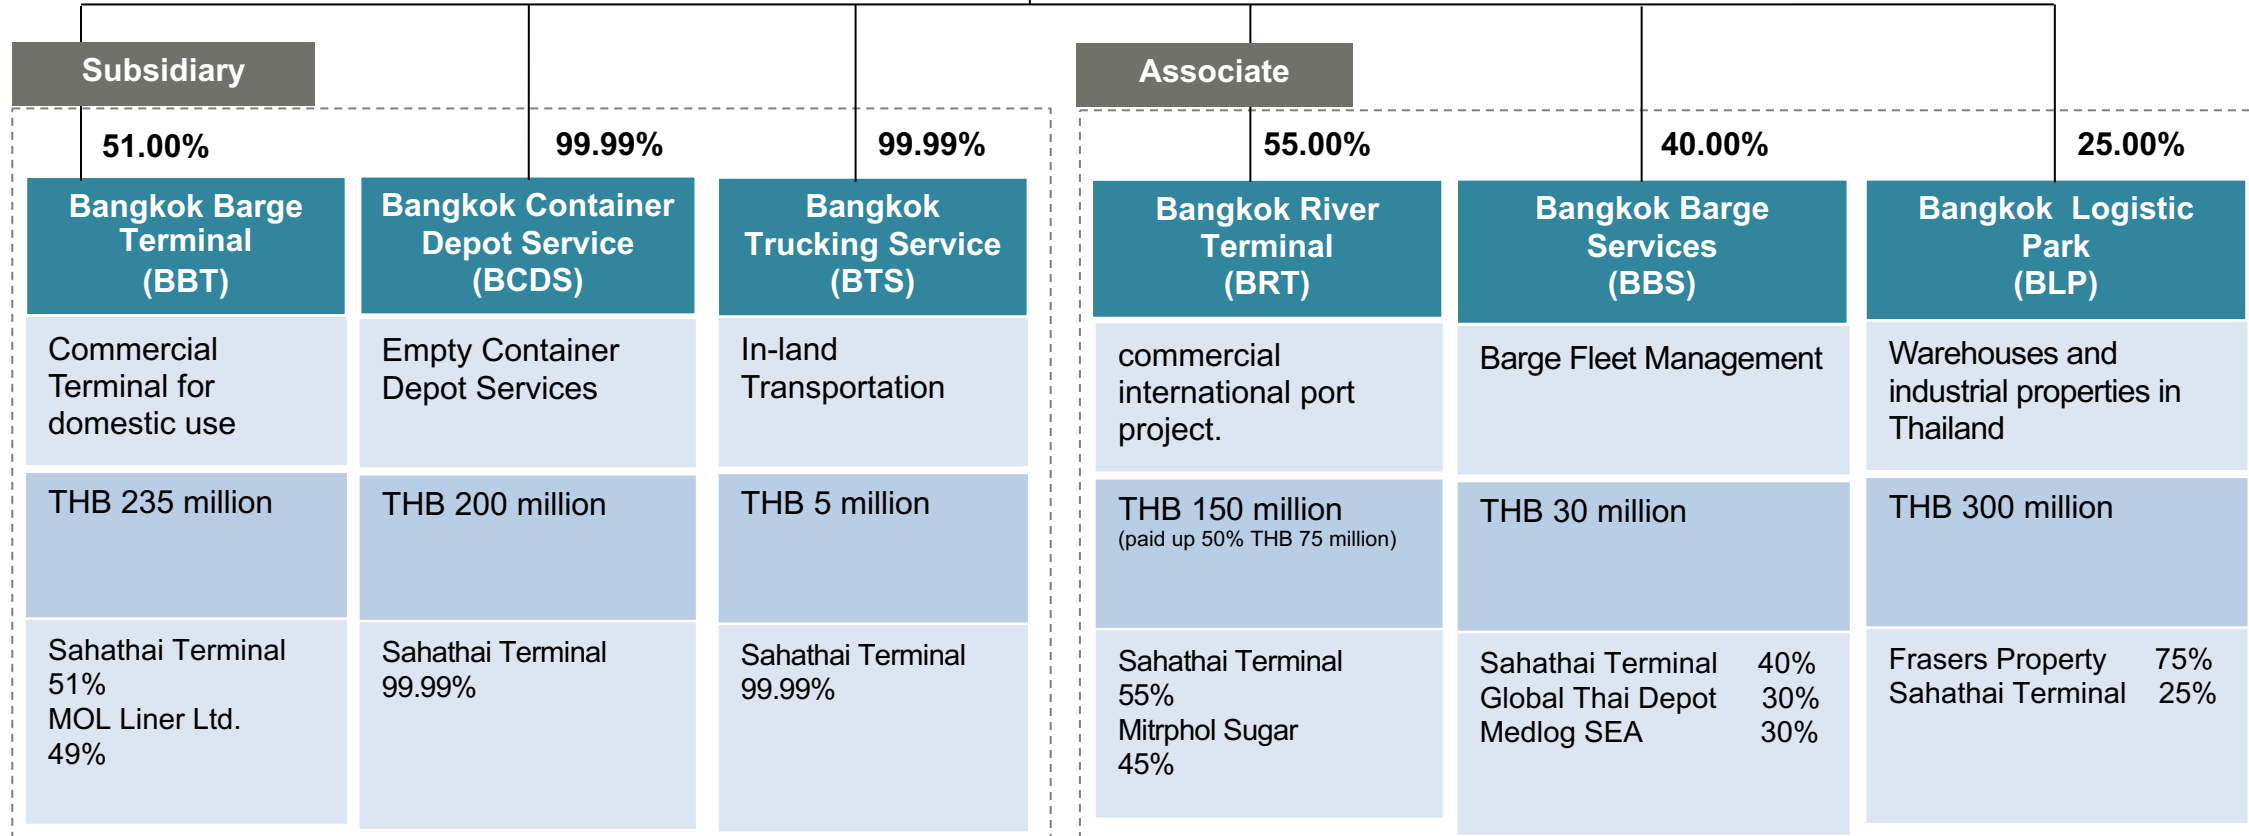 Subsidiary
51.00%
99.99%
99.99%
Bangkok Barge
Terminal
(BBT)
Bangkok Container
Depot Service
(BCDS)
Bangkok
Trucking Service
(BTS)
Commercial
Terminal for
domestic use
Empty Container
Depot Services
In-land
Transportation
THB 235 million
THB 200 million
THB 5 million
Sahathai Terminal
51%
MOL Liner Ltd.
49%
Sahathai Terminal
99.99%
Sahathai Terminal
99.99%
Associate
55.00%
40.00%
25.00%
Bangkok River
Terminal
(BRT)
Bangkok Barge
Services
(BBS)
Bangkok Logistic
Park
(BLP)
commercial
international port
project.
Barge Fleet Management
Warehouses and
industrial properties in
Thailand
THB 150 million
(paid up 50% THB 75 million)
THB 30 million
THB 300 million
Sahathai Terminal
55%
Mitrphol Sugar
45%
Sahathai Terminal 40%
Global Thai Depot 30%
Medlog SEA 30%
Frasers Property 75%
Sahathai Terminal 25%